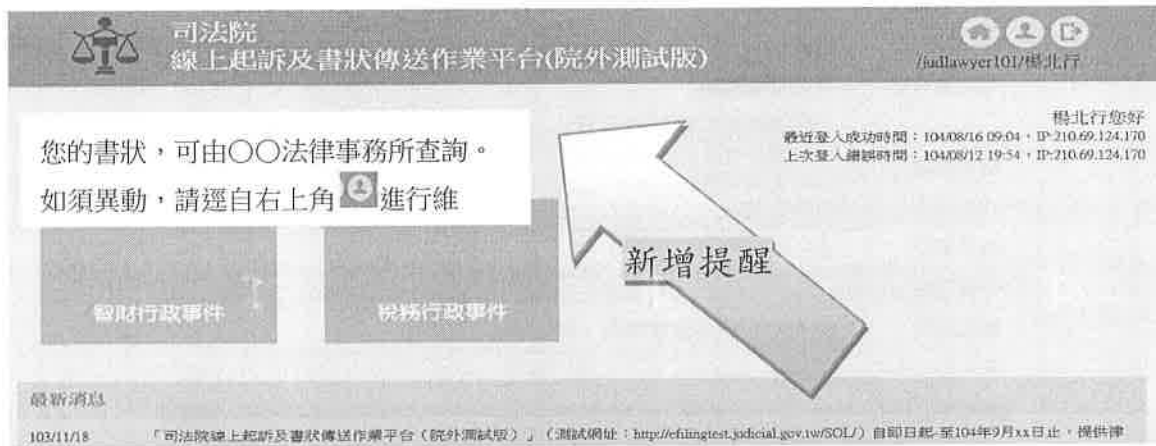 司法院
線上起訴及書狀傳送作業平台(院外測試版)
/judlawyer101/楊北行
楊北行您好
最近登入成功時間：104/08/16 09:04，IP:210.69.124.170
上次登入錯誤時間：104/08/12 19:54，IP:210.69.124.170
您的書狀，可由○○法律事務所查詢。
如須異動，請逕自右上角進行維
新增提醒
智財行政事件
稅務行政事件
最新消息
103/11/18 「司法院線上起訴及書狀傳送作業平台（院外測試版）」（測試網址：http://efilingtest.judicial.gov.tw/SOL/）自即日起-至104年9月xx日止，提供律